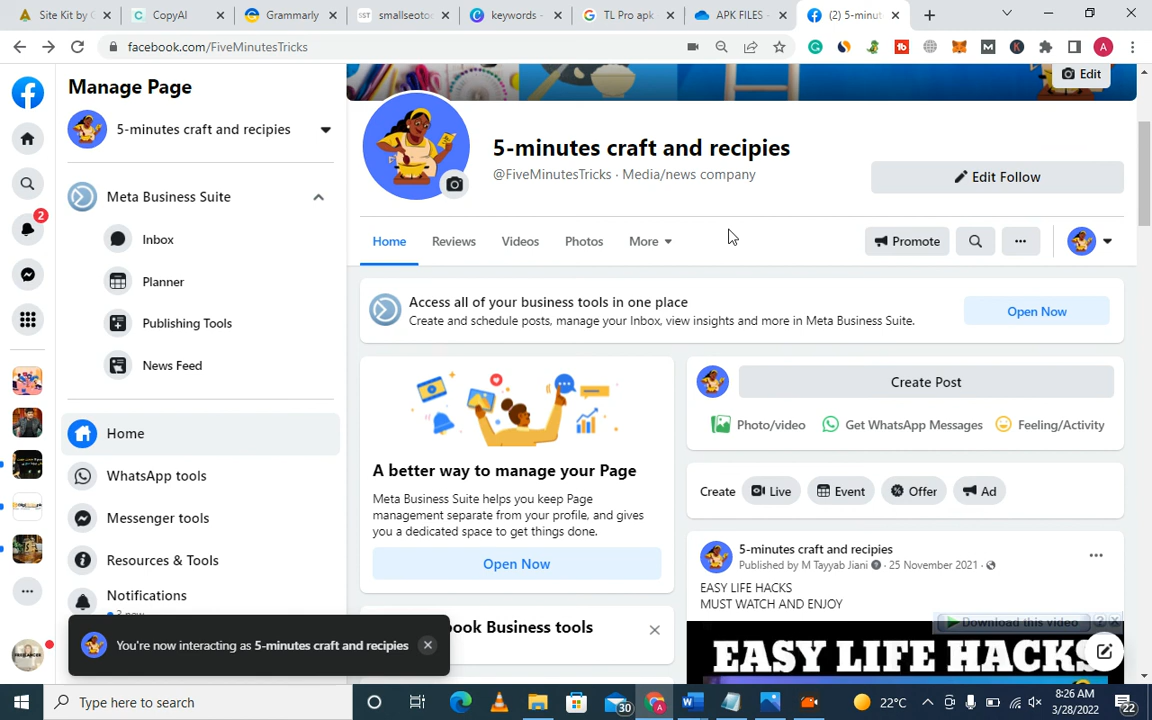 Site Kit by G
CopyAI
Grammarly
smallseotoo
keywords -
TL Pro apk
APK FILES -
(2) 5-minut
facebook.com/FiveMinutesTricks
Manage Page
5-minutes craft and recipies
Meta Business Suite
Inbox
Planner
Publishing Tools
News Feed
2
Home
WhatsApp tools
Messenger tools
Resources & Tools
Notifications
You're now interacting as 5-minutes craft and recipies
Edit
5-minutes craft and recipies
@FiveMinutesTricks · Media/news company
Edit Follow
Home
Reviews
Videos
Photos
More
Promote
Access all of your business tools in one place
Create and schedule posts, manage your Inbox, view insights and more in Meta Business Suite.
Open Now
A better way to manage your Page
Meta Business Suite helps you keep Page
management separate from your profile, and gives
you a dedicated space to get things done.
Open Now
ook Business tools
Create Post
Photo/video
Get WhatsApp Messages
Feeling/Activity
Create
Live
Event
Offer
Ad
5-minutes craft and recipies
Published by M Tayyab Jiani · 25 November 2021 ·
EASY LIFE HACKS
MUST WATCH AND ENJOY
Download this video
EASY LIFE HACKS
Type here to search
30
22°C
8:26 AM
3/28/2022
22